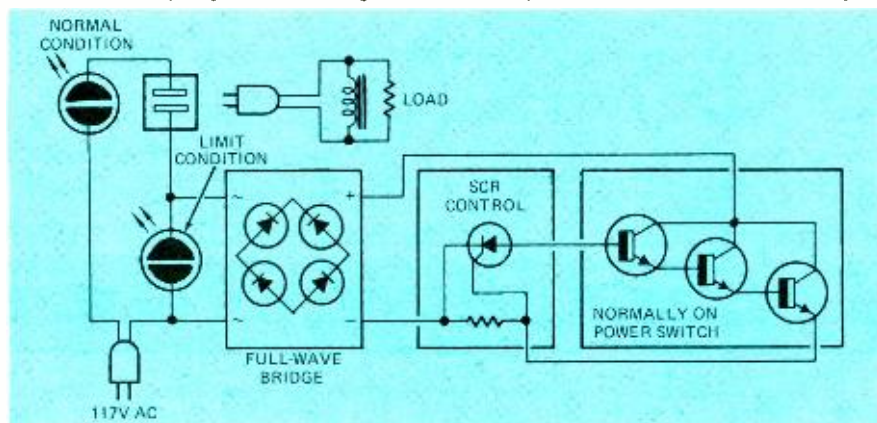 NORMAL
CONDITION
LOAD
LIMIT
CONDITION
SCR
CONTROL
~
+
~
−
NORMALLY ON
POWER SWITCH
FULL-WAVE
BRIDGE
117V AC